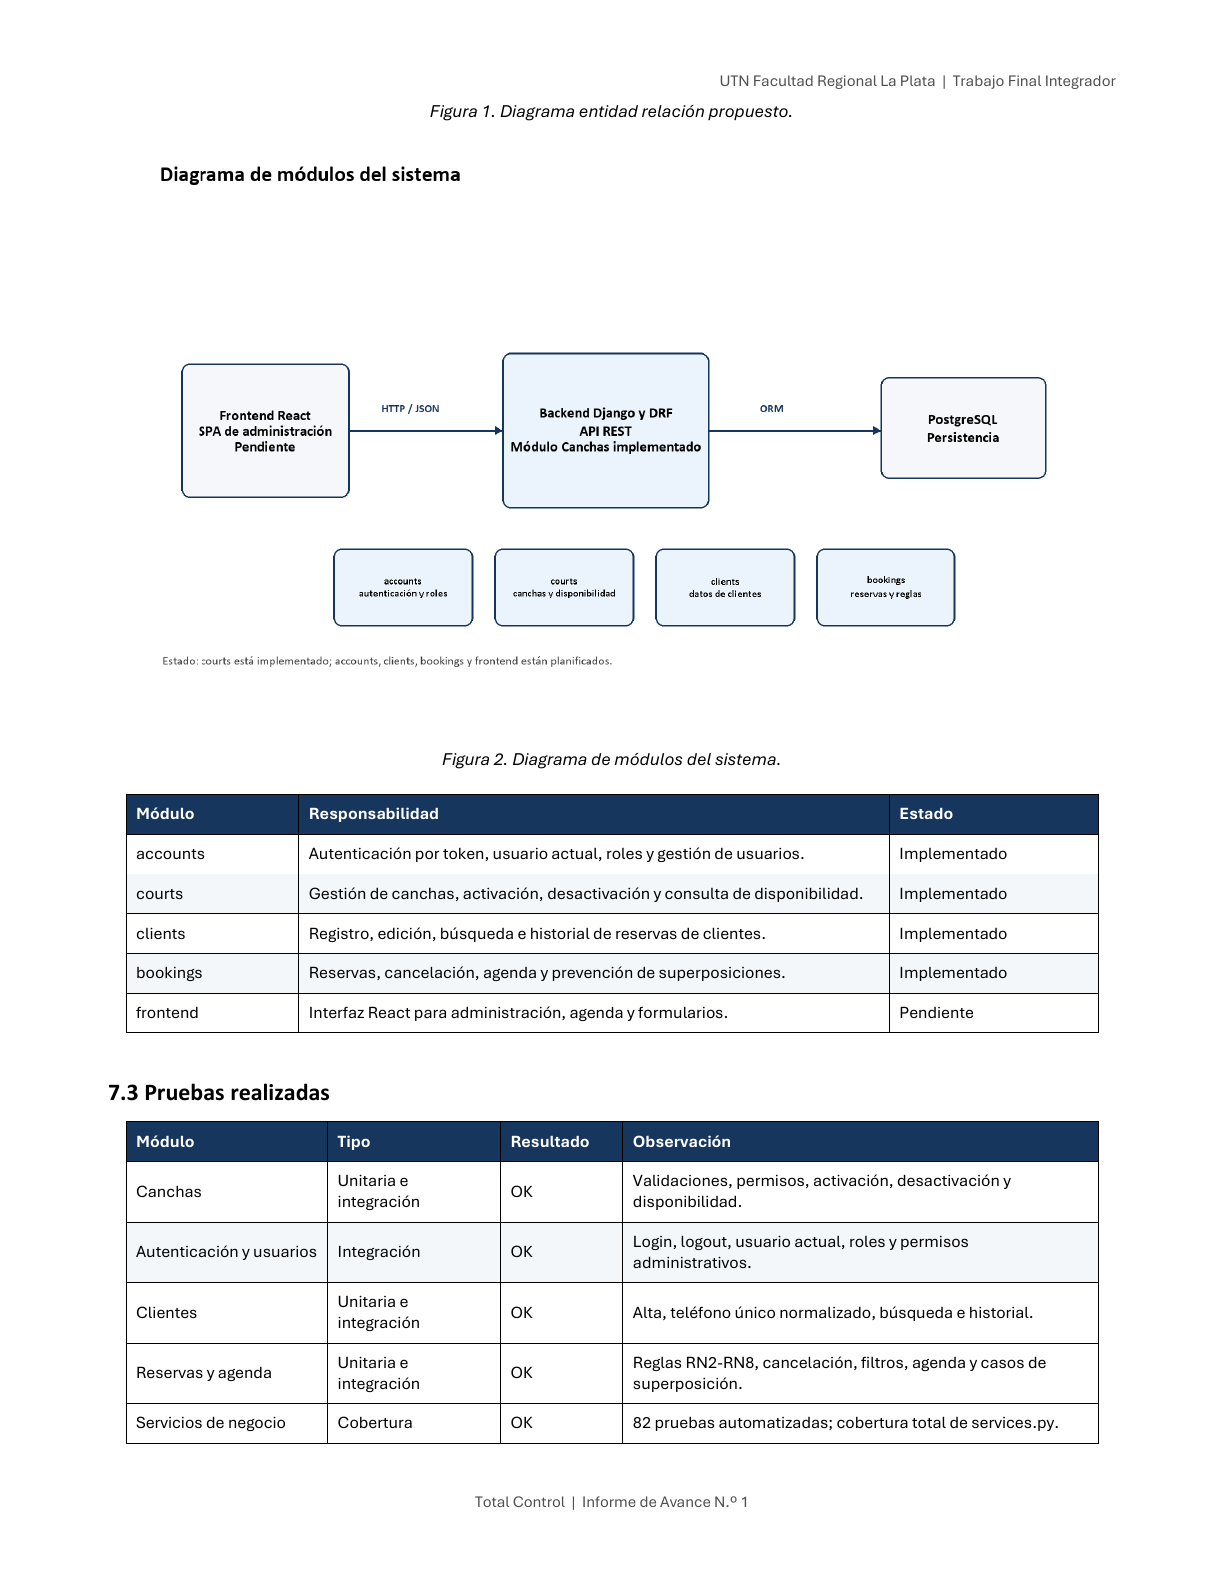 UTN Facultad Regional La Plata | Trabajo Final Integrador
Figura 1. Diagrama entidad relación propuesto.
Diagrama de módulos del sistema
Frontend React
SPA de administración
Pendiente
HTTP / JSON
Backend Django y DRF
API REST
Módulo Canchas implementado
ORM
PostgreSQL
Persistencia
accounts
autenticación y roles
courts
canchas y disponibilidad
clients
datos de clientes
bookings
reservas y reglas
Estado: courts está implementado; accounts, clients, bookings y frontend están planificados.
Figura 2. Diagrama de módulos del sistema.
Módulo Responsabilidad Estado
accounts Autenticación por token, usuario actual, roles y gestión de usuarios. Implementado
courts Gestión de canchas, activación, desactivación y consulta de disponibilidad. Implementado
clients Registro, edición, búsqueda e historial de reservas de clientes. Implementado
bookings Reservas, cancelación, agenda y prevención de superposiciones. Implementado
frontend Interfaz React para administración, agenda y formularios. Pendiente
7.3 Pruebas realizadas
Módulo Tipo Resultado Observación
Canchas
Unitaria e
integración
OK
Validaciones, permisos, activación, desactivación y
disponibilidad.
Autenticación y usuarios
Integración
OK
Login, logout, usuario actual, roles y permisos
administrativos.
Clientes
Unitaria e
integración
OK
Alta, teléfono único normalizado, búsqueda e historial.
Reservas y agenda
Unitaria e
integración
OK
Reglas RN2-RN8, cancelación, filtros, agenda y casos de
superposición.
Servicios de negocio Cobertura OK 82 pruebas automatizadas; cobertura total de services.py.
Total Control | Informe de Avance N.º 1